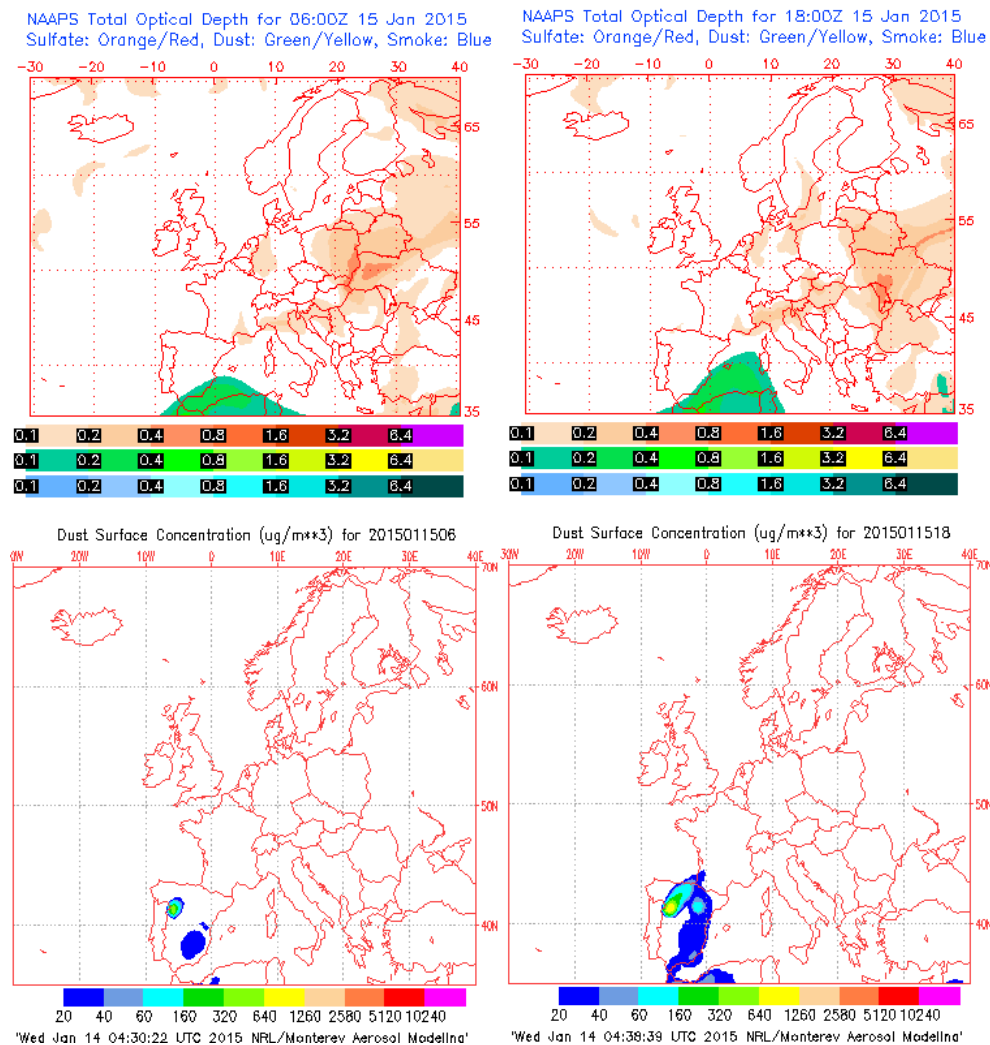 NAAPS Total Optical Depth for 06:00Z 15 Jan 2015
Sulfate: Orange/Red, Dust: Green/Yellow, Smoke: Blue
-30 -20 -10 0 10 20 30 40
65
55
45
35
0.1 0.2 0.4 0.8 1.6 3.2 6.4
0.1 0.2 0.4 0.8 1.6 3.2 6.4
0.1 0.2 0.4 0.8 1.6 3.2 6.4
NAAPS Total Optical Depth for 18:00Z 15 Jan 2015
Sulfate: Orange/Red, Dust: Green/Yellow, Smoke: Blue
-30 -20 -10 0 10 20 30 40
65
55
45
35
0.1 0.2 0.4 0.8 1.6 3.2 6.4
0.1 0.2 0.4 0.8 1.6 3.2 6.4
0.1 0.2 0.4 0.8 1.6 3.2 6.4
Dust Surface Concentration (ug/m**3) for 2015011506
0W 20W 10W 0 10E 20E 30E 40E
60N
50N
40N
20 40 60 160 320 640 1260 2580 5120 10240
'Wed Jan 14 04:30:22 UTC 2015 NRL/Monterey Aerosol Modeling'
Dust Surface Concentration (ug/m**3) for 2015011518
30W 20W 10W 0 10E 20E 30E 40E
70N
60N
50N
40N
20 40 60 160 320 640 1260 2580 5120 10240
'Wed Jan 14 04:38:39 UTC 2015 NRL/Monterey Aerosol Modeling'